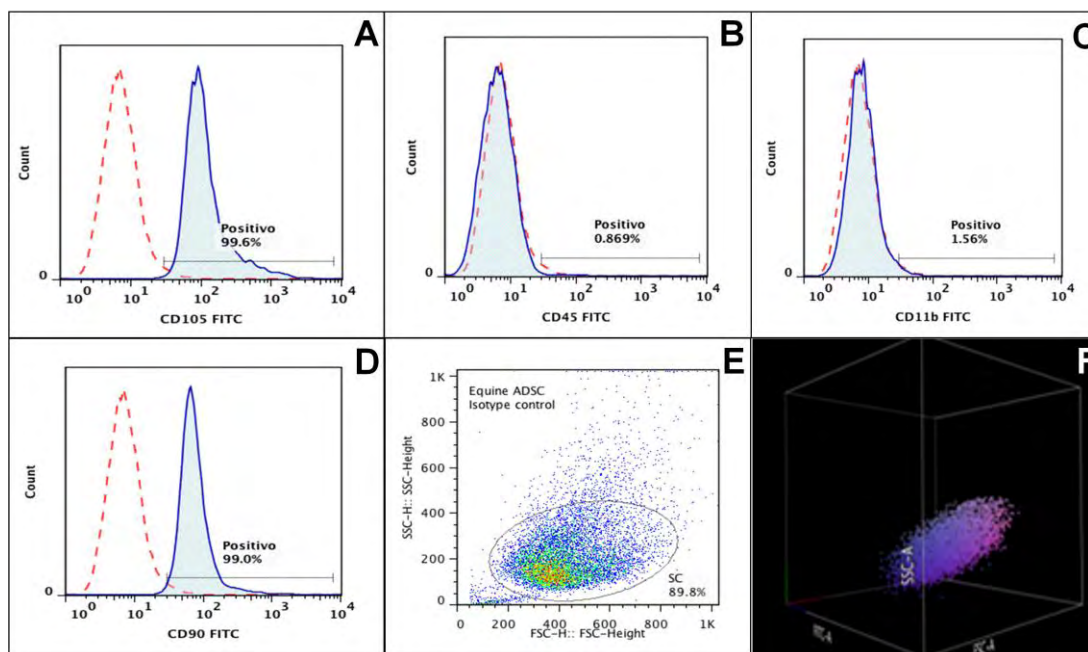 A
Count
Positivo
99.6%
0
10^0 10^1 10^2 10^3 10^4
CD105 FITC
B
Count
Positivo
0.869%
0
10^0 10^1 10^2 10^3 10^4
CD45 FITC
C
Count
Positivo
1.56%
0
10^0 10^1 10^2 10^3 10^4
CD11b FITC
D
Count
Positivo
99.0%
0
10^0 10^1 10^2 10^3 10^4
CD90 FITC
E
Equine ADSC
Isotype control
1K
800
600
400
200
0
SSC-H:: SSC-Height
SC
89.8%
0 200 400 600 800 1K
FSC-H:: FSC-Height
F
SSC-A